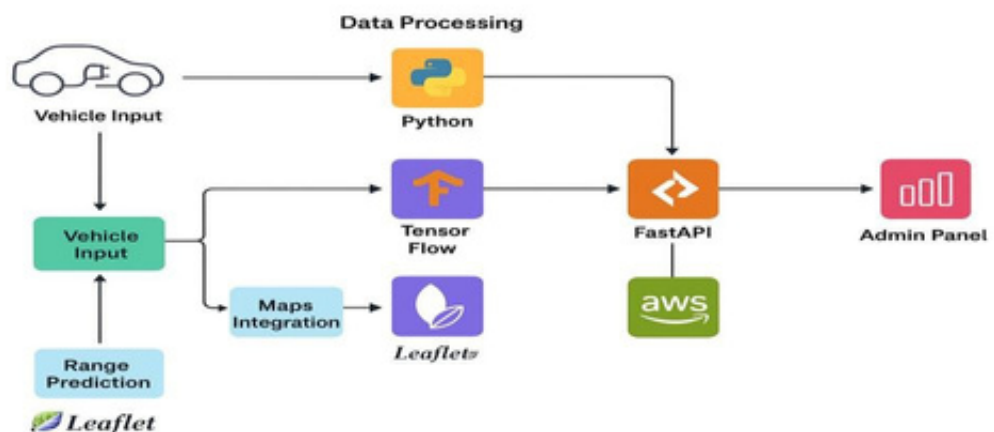 Data Processing
Vehicle Input
Python
Vehicle
Input
Tensor
Flow
FastAPI
Admin Panel
Maps
Integration
aws
Leaflet
Range
Prediction
Leaflet